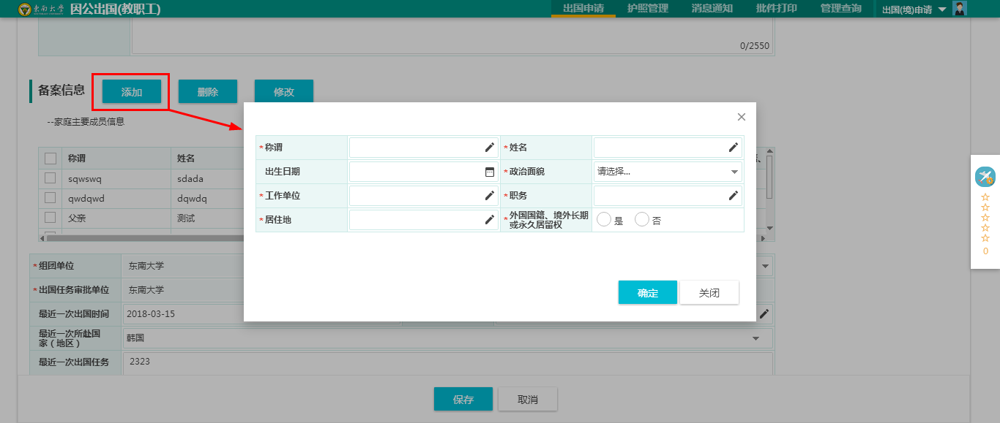 东南大学 因公出国(教职工) 出国申请 护照管理 消息通知 批件打印 管理查询 出国(境)申请
0/2550
备案信息 添加 删除 修改
--家庭主要成员信息
称谓 姓名
sqwswq sdada
qwdqwd dqwdq
父亲 测试
*称谓 *姓名
出生日期 *政治面貌 请选择...
*工作单位 *职务
*居住地 *外国国籍、境外长期
或永久居留权 是 否
确定 关闭
*组团单位 东南大学
*出国任务审批单位 东南大学
最近一次出国时间 2018-03-15
最近一次所赴国
家（地区） 韩国
最近一次出国任务 2323
保存 取消
0